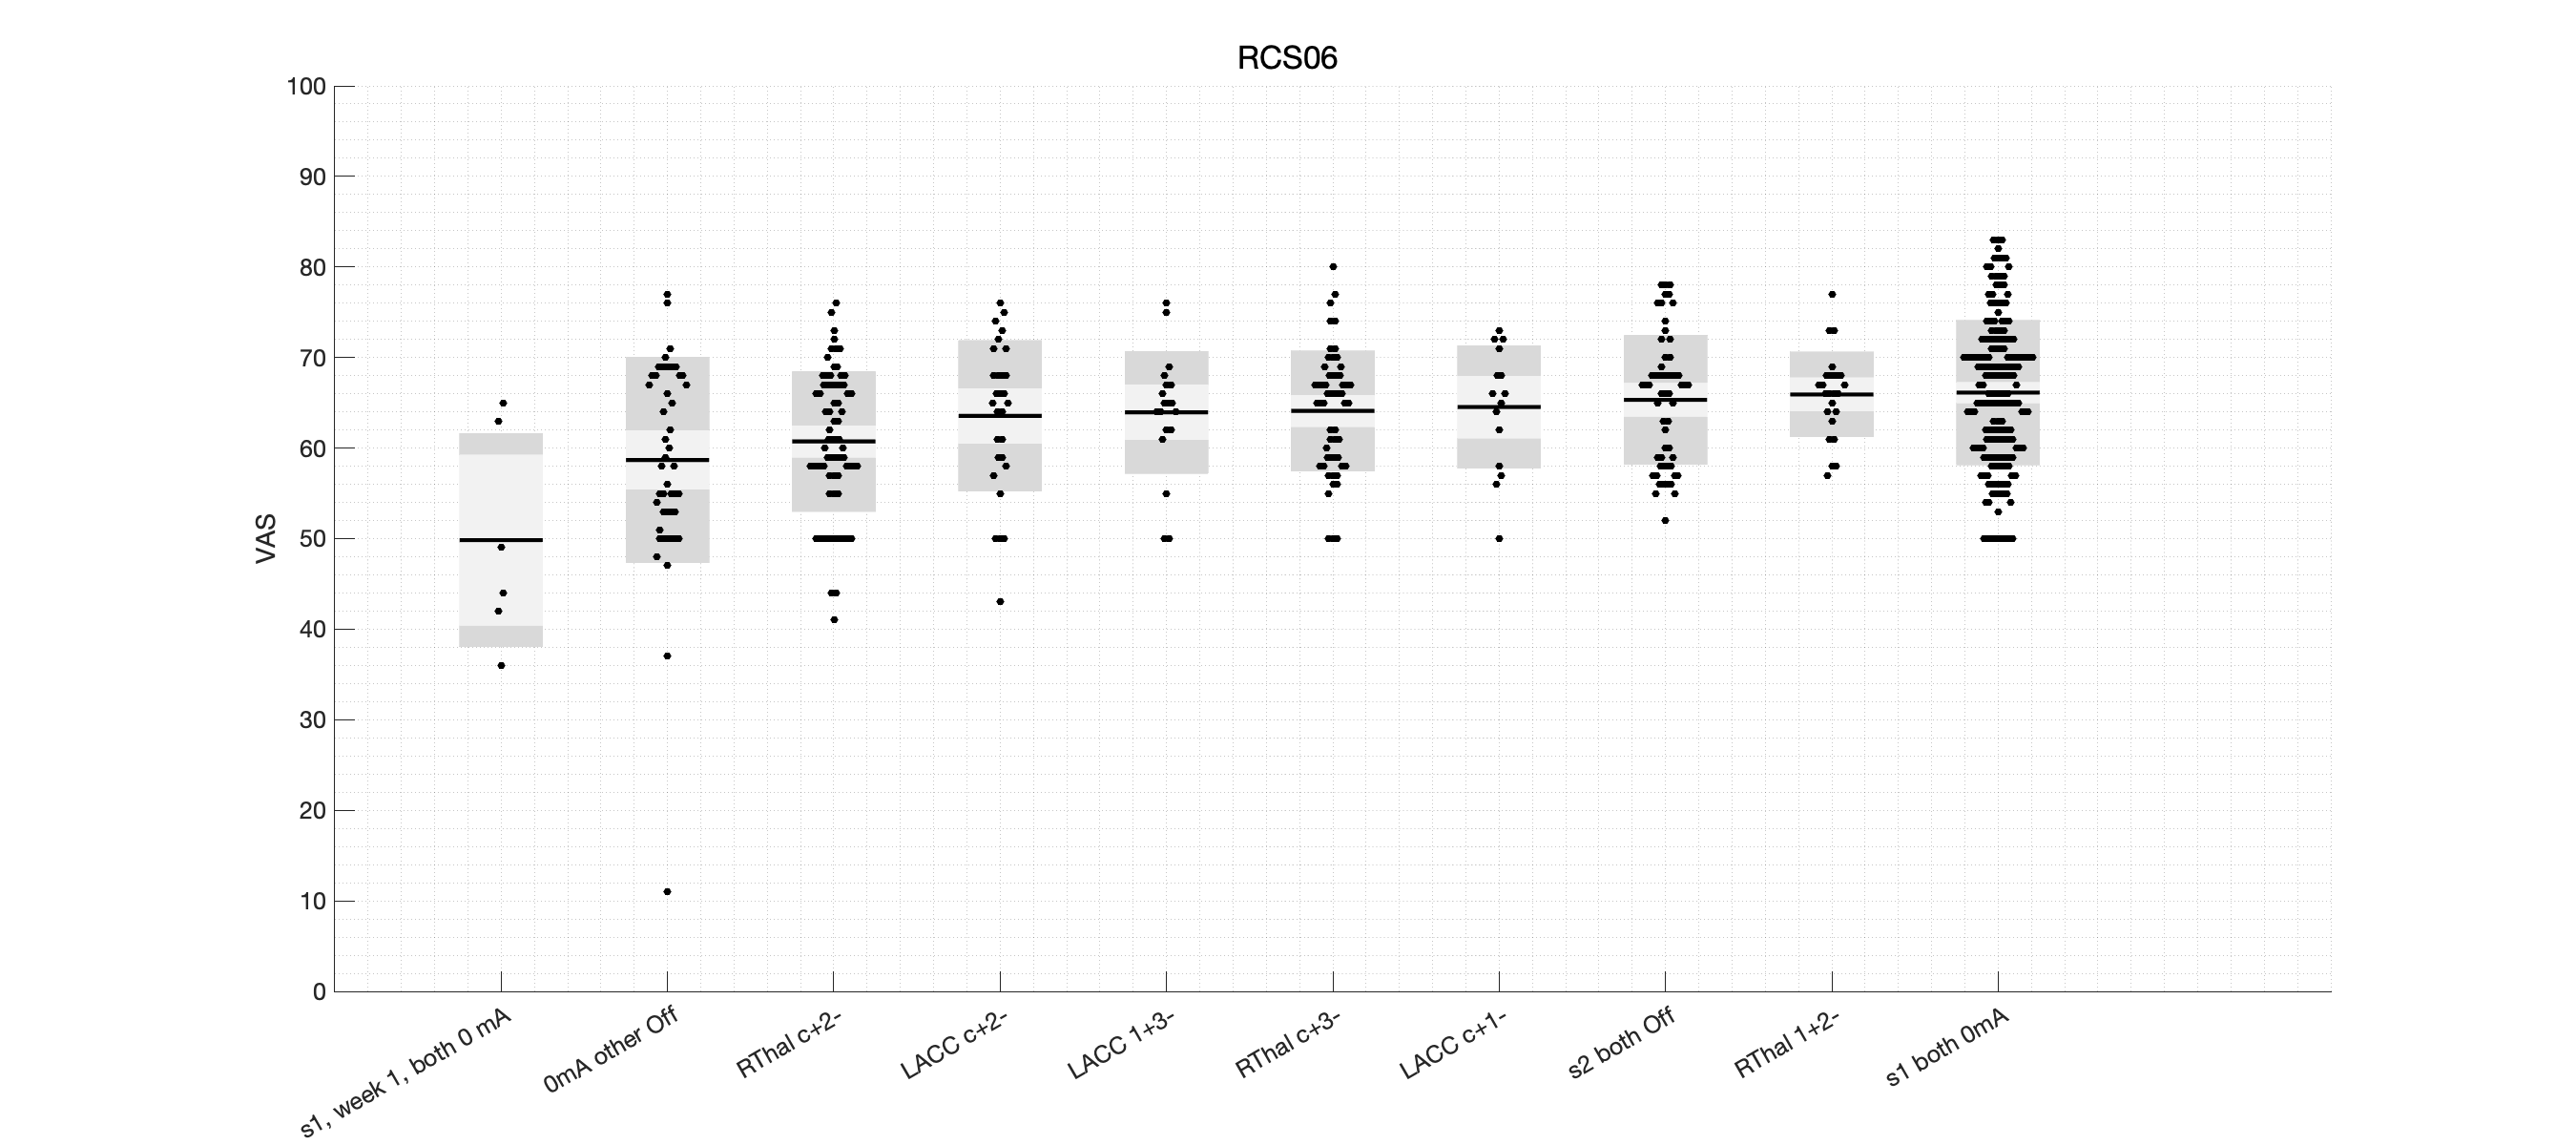 RCS06
100
90
80
70
60
50
40
30
20
10
0
VAS
s1, week 1, both 0 mA
0mA other Off
RThal c+2-
LACC c+2-
LACC 1+3-
RThal c+3-
LACC c+1-
s2 both Off
RThal 1+2-
s1 both 0mA